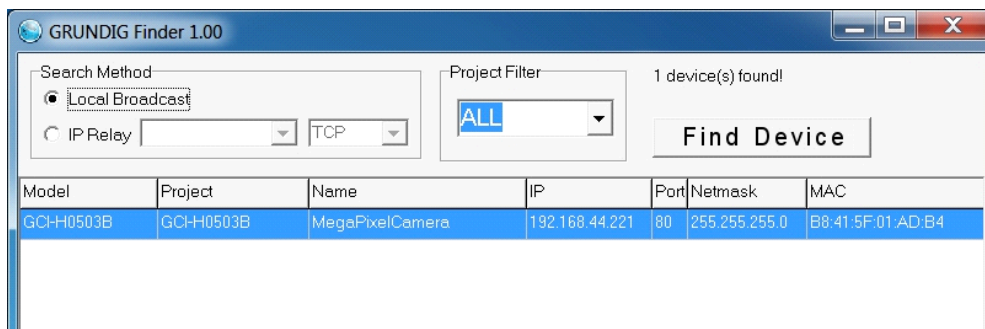 GRUNDIG Finder 1.00
Search Method
Local Broadcast
IP Relay
TCP
Project Filter
ALL
1 device(s) found!
Find Device
Model Project Name IP Port Netmask MAC
GCI-H0503B GCI-H0503B MegaPixelCamera 192.168.44.221 80 255.255.255.0 B8:41:5F:01:AD:B4